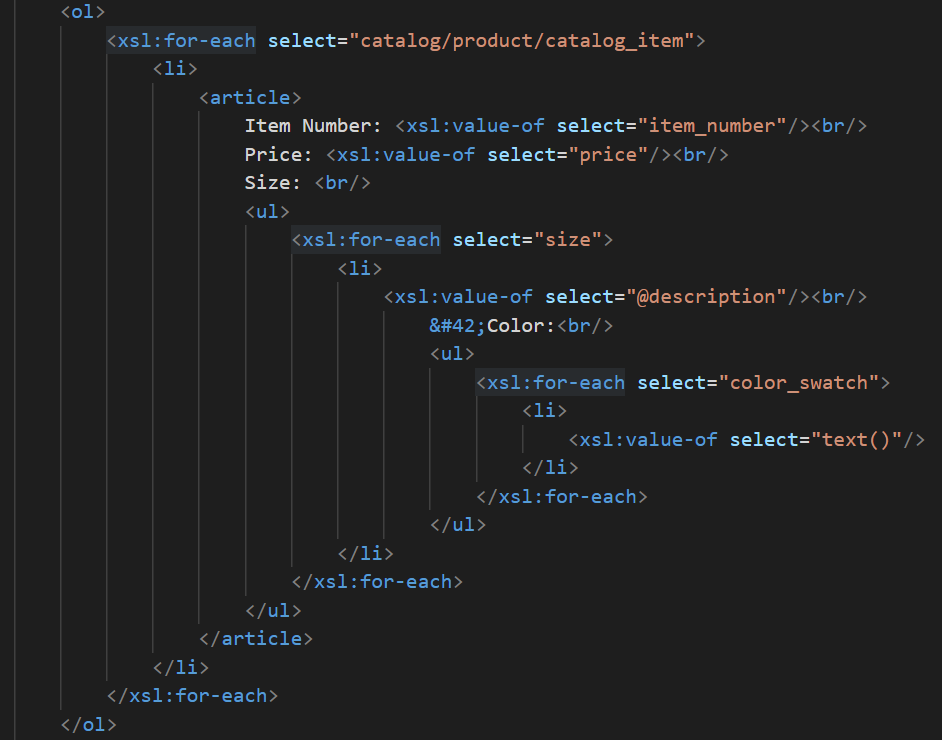 <ol>
<xsl:for-each select="catalog/product/catalog_item">
<li>
<article>
Item Number: <xsl:value-of select="item_number"/><br/>
Price: <xsl:value-of select="price"/><br/>
Size: <br/>
<ul>
<xsl:for-each select="size">
<li>
<xsl:value-of select="@description"/><br/>
&#42;Color:<br/>
<ul>
<xsl:for-each select="color_swatch">
<li>
<xsl:value-of select="text()"/>
</li>
</xsl:for-each>
</ul>
</li>
</xsl:for-each>
</ul>
</article>
</li>
</xsl:for-each>
</ol>